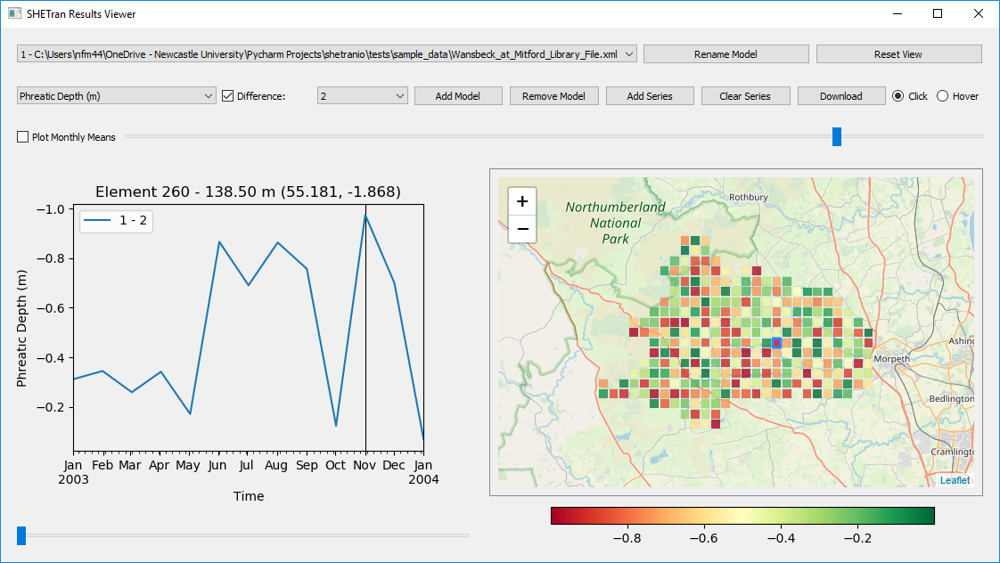 SHETran Results Viewer
1 - C:\Users\nfm44\OneDrive - Newcastle University\Pycharm Projects\shetranio\tests\sample_data\Wansbeck_at_Mitford_Library_File.xml
Rename Model
Reset View
Phreatic Depth (m)
Difference:
2
Add Model
Remove Model
Add Series
Clear Series
Download
Click
Hover
Plot Monthly Means
Element 260 - 138.50 m (55.181, -1.868)
1 - 2
−1.0
−0.8
−0.6
−0.4
−0.2
Phreatic Depth (m)
Jan Feb Mar Apr May Jun Jul Aug Sep Oct Nov Dec Jan
2003 2004
Time
+
−
Rothbury
Northumberland
National
Park
Ashing
Morpeth
Bedlington
Cramlingto
Leaflet
−0.8 −0.6 −0.4 −0.2